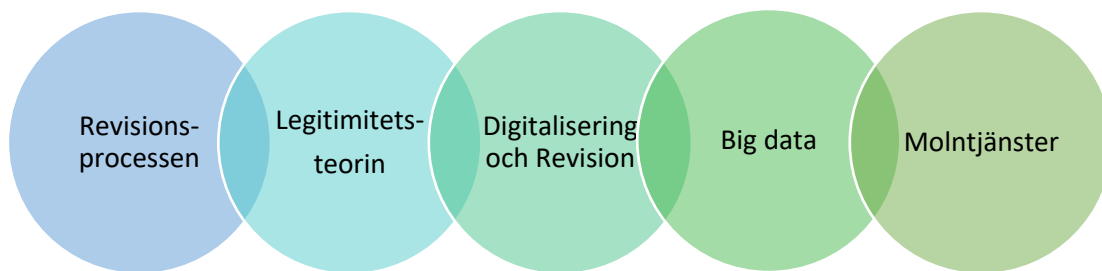 Revisions-
processen
Legitimitets-
teorin
Digitalisering
och Revision
Big data
Molntjänster